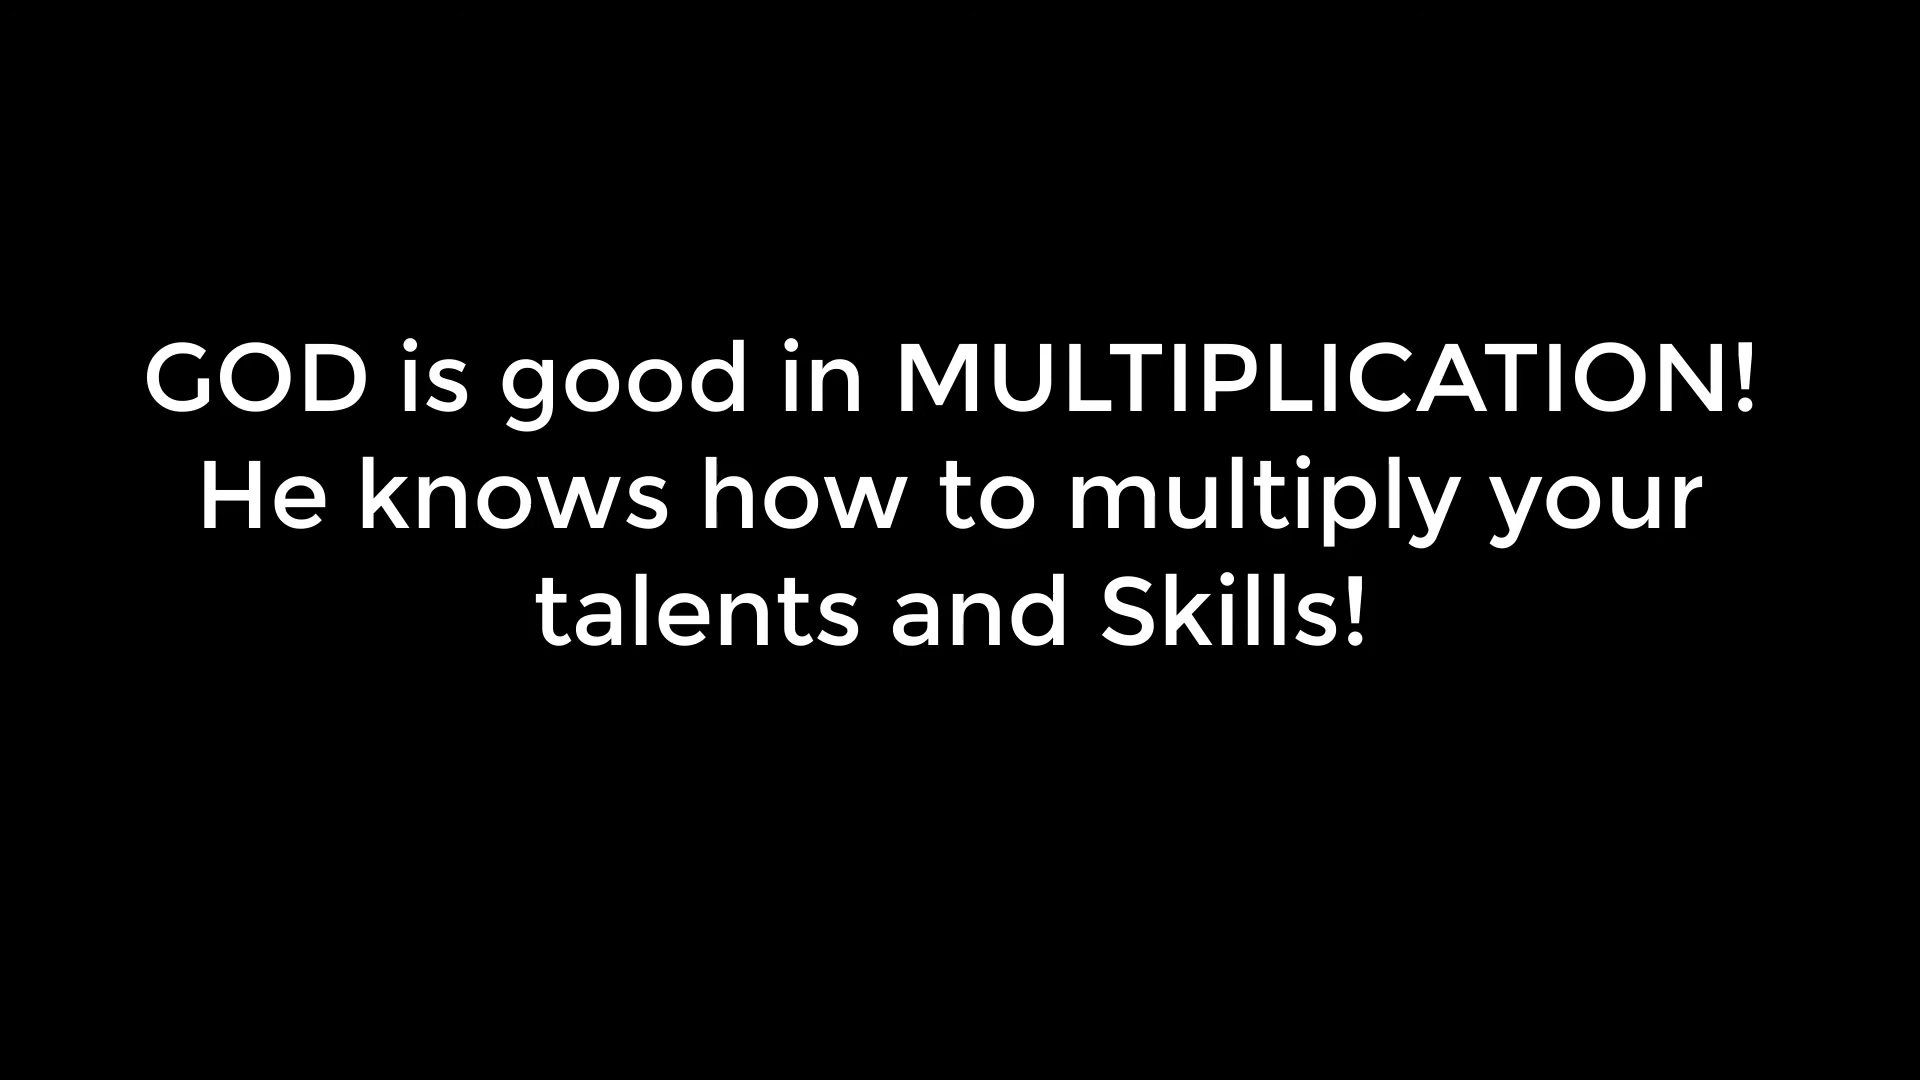 GOD is good in MULTIPLICATION!
He knows how to multiply your
talents and Skills!